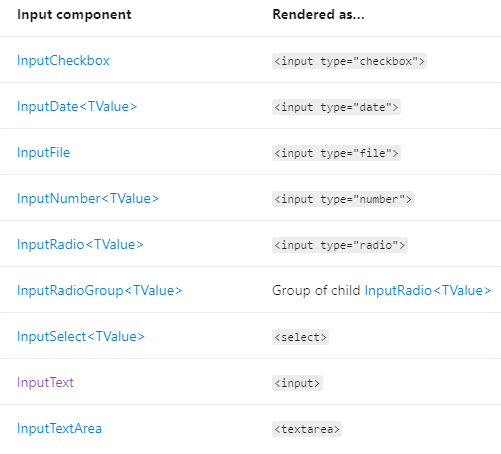 Input component Rendered as...
InputCheckbox <input type="checkbox">
InputDate<TValue> <input type="date">
InputFile <input type="file">
InputNumber<TValue> <input type="number">
InputRadio<TValue> <input type="radio">
InputRadioGroup<TValue> Group of child InputRadio<TValue>
InputSelect<TValue> <select>
InputText <input>
InputTextArea <textarea>